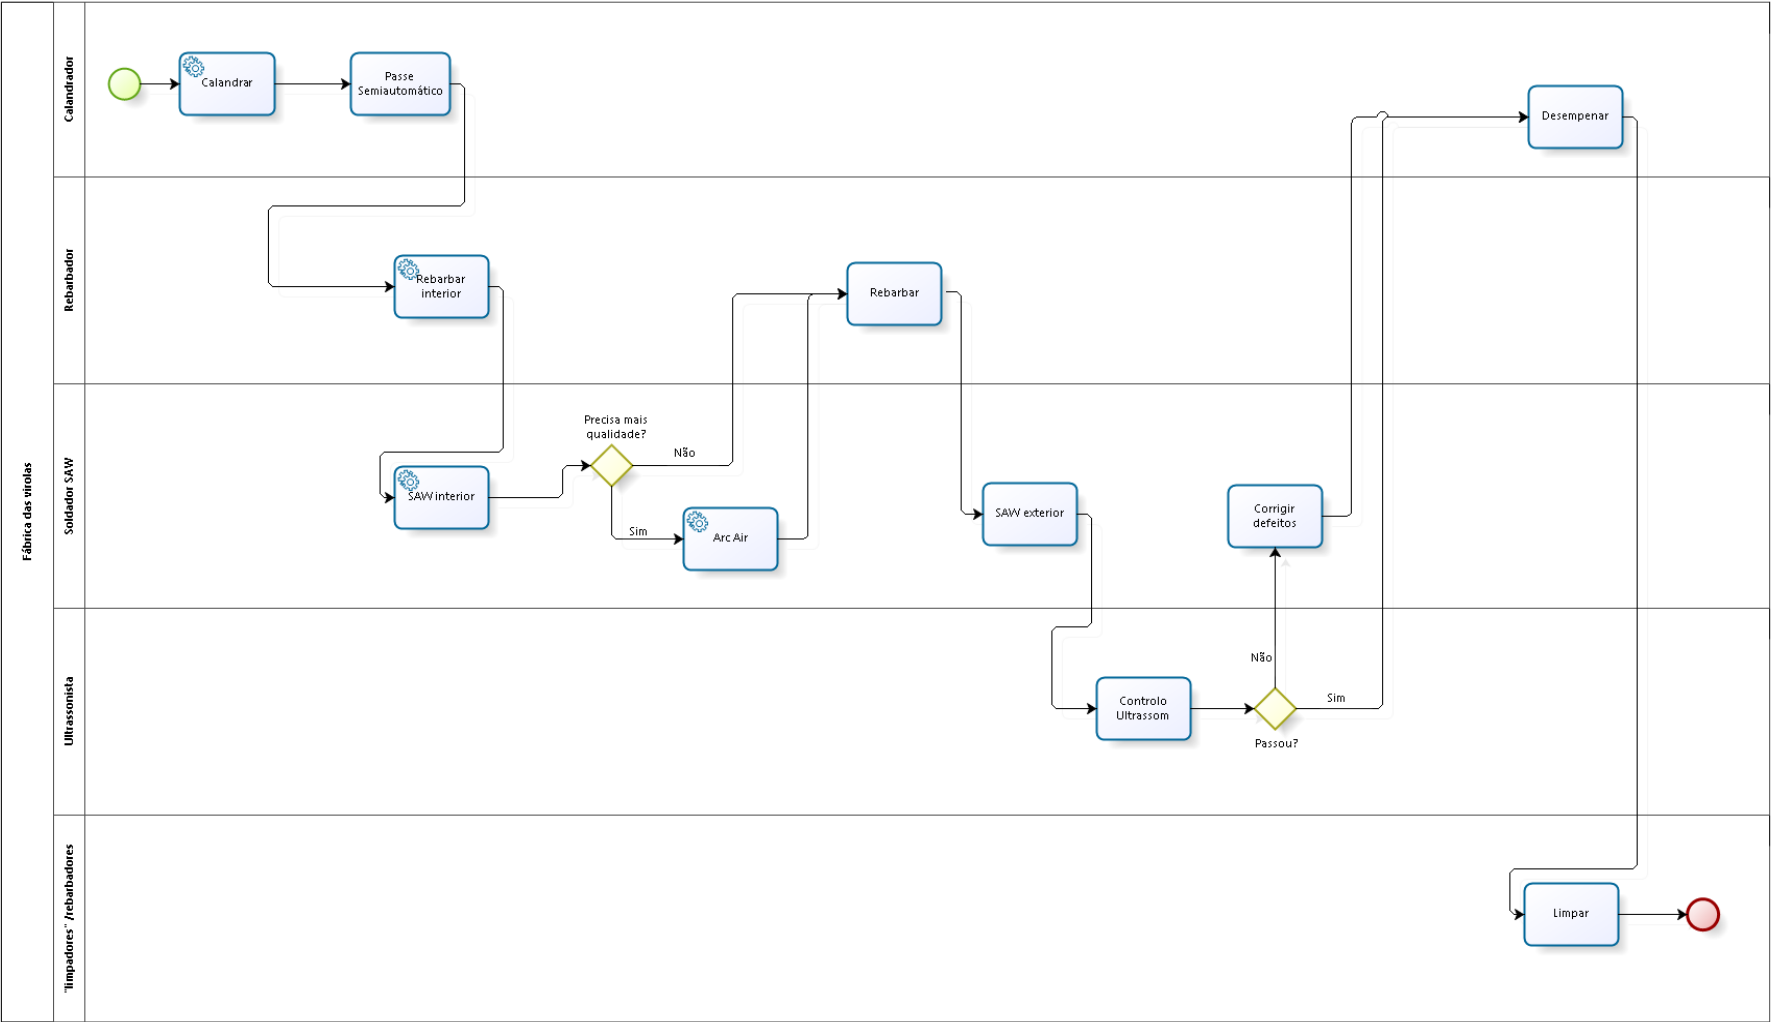 Fábrica das virolas
Calandrador
Calandrar
Passe
Semiautomático
Desempenar
Rebarbador
Rebarbar
interior
Rebarbar
Soldador SAW
SAW interior
Precisa mais
qualidade?
Não
Sim
Arc Air
SAW exterior
Corrigir
defeitos
Ultrassonista
Controlo
Ultrassom
Não
Sim
Passou?
"limpadores" /rebarbadores
Limpar